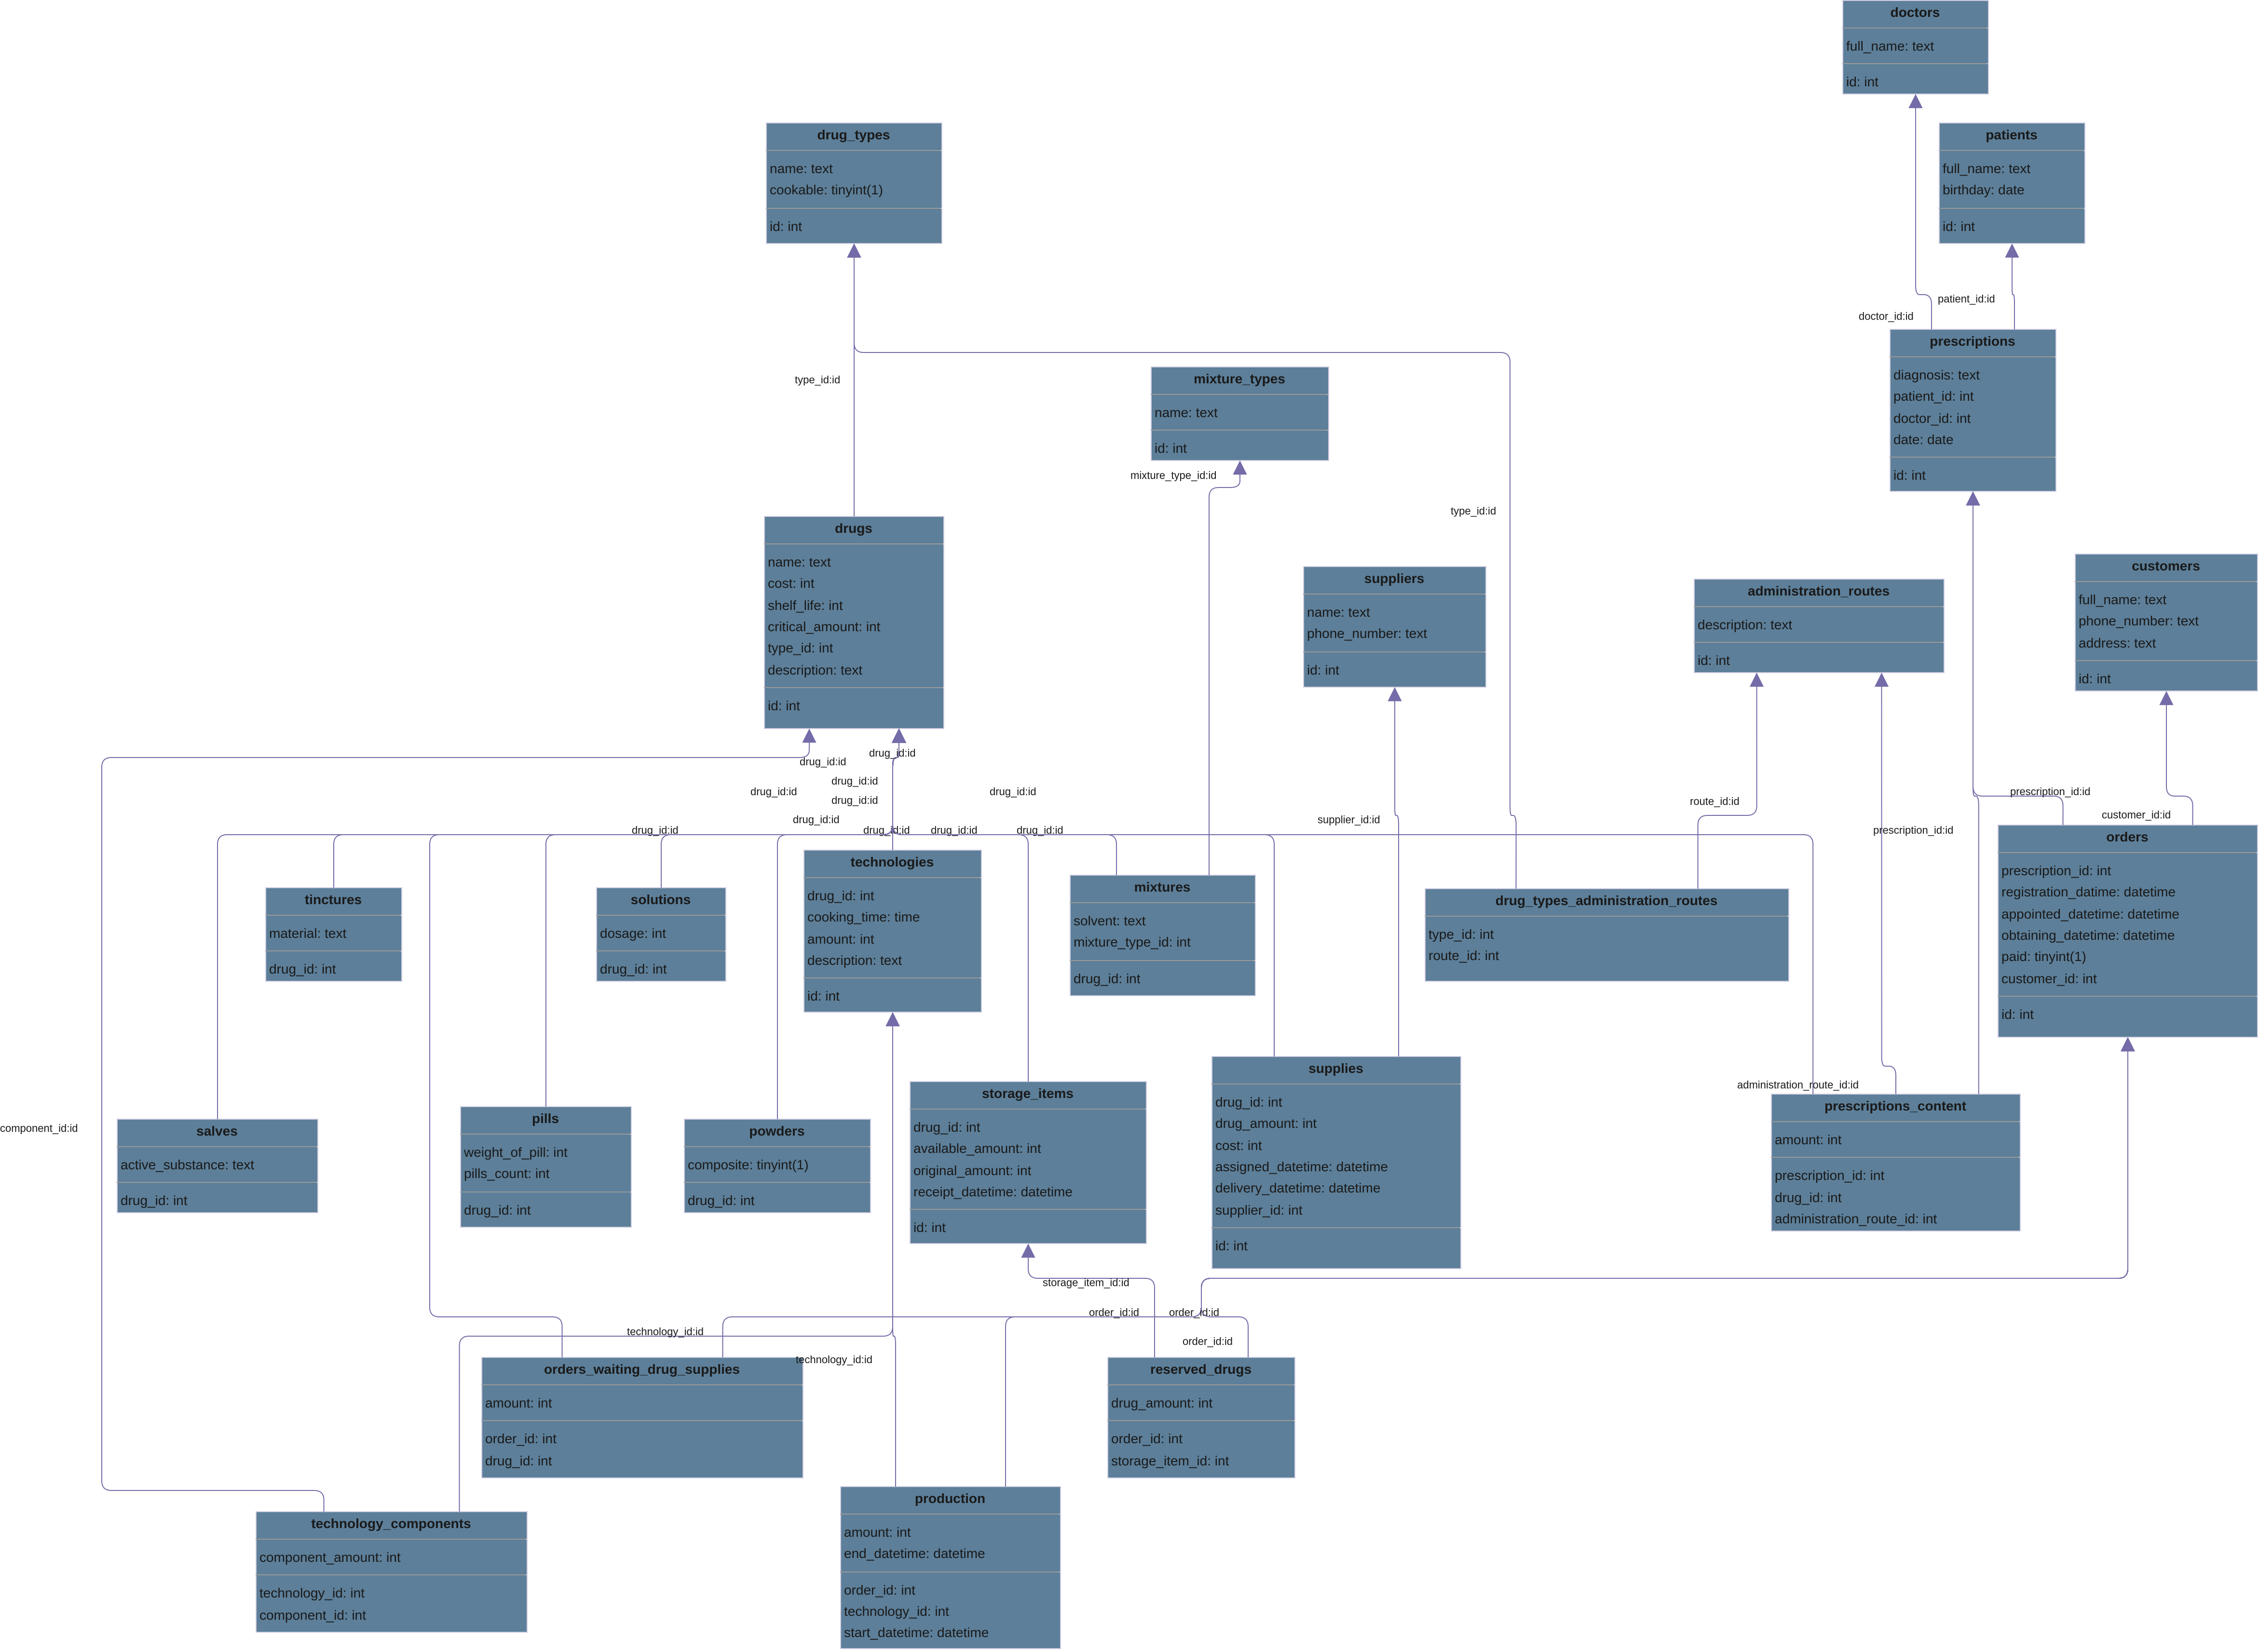 doctors
full_name: text
id: int
drug_types
name: text
cookable: tinyint(1)
id: int
patients
full_name: text
birthday: date
id: int
patient_id:id
doctor_id:id
prescriptions
diagnosis: text
patient_id: int
doctor_id: int
date: date
id: int
type_id:id
mixture_types
name: text
id: int
mixture_type_id:id
type_id:id
drugs
name: text
cost: int
shelf_life: int
critical_amount: int
type_id: int
description: text
id: int
suppliers
name: text
phone_number: text
id: int
administration_routes
description: text
id: int
customers
full_name: text
phone_number: text
address: text
id: int
drug_id:id
drug_id:id
drug_id:id
drug_id:id
drug_id:id
drug_id:id
drug_id:id
drug_id:id
drug_id:id
drug_id:id
drug_id:id
supplier_id:id
route_id:id
prescription_id:id
customer_id:id
prescription_id:id
tinctures
material: text
drug_id: int
solutions
dosage: int
drug_id: int
technologies
drug_id: int
cooking_time: time
amount: int
description: text
id: int
mixtures
solvent: text
mixture_type_id: int
drug_id: int
drug_types_administration_routes
type_id: int
route_id: int
orders
prescription_id: int
registration_datime: datetime
appointed_datetime: datetime
obtaining_datetime: datetime
paid: tinyint(1)
customer_id: int
id: int
component_id:id
salves
active_substance: text
drug_id: int
pills
weight_of_pill: int
pills_count: int
drug_id: int
powders
composite: tinyint(1)
drug_id: int
storage_items
drug_id: int
available_amount: int
original_amount: int
receipt_datetime: datetime
id: int
supplies
drug_id: int
drug_amount: int
cost: int
assigned_datetime: datetime
delivery_datetime: datetime
supplier_id: int
id: int
administration_route_id:id
prescriptions_content
amount: int
prescription_id: int
drug_id: int
administration_route_id: int
storage_item_id:id
order_id:id
order_id:id
order_id:id
technology_id:id
technology_id:id
orders_waiting_drug_supplies
amount: int
order_id: int
drug_id: int
reserved_drugs
drug_amount: int
order_id: int
storage_item_id: int
technology_components
component_amount: int
technology_id: int
component_id: int
production
amount: int
end_datetime: datetime
order_id: int
technology_id: int
start_datetime: datetime